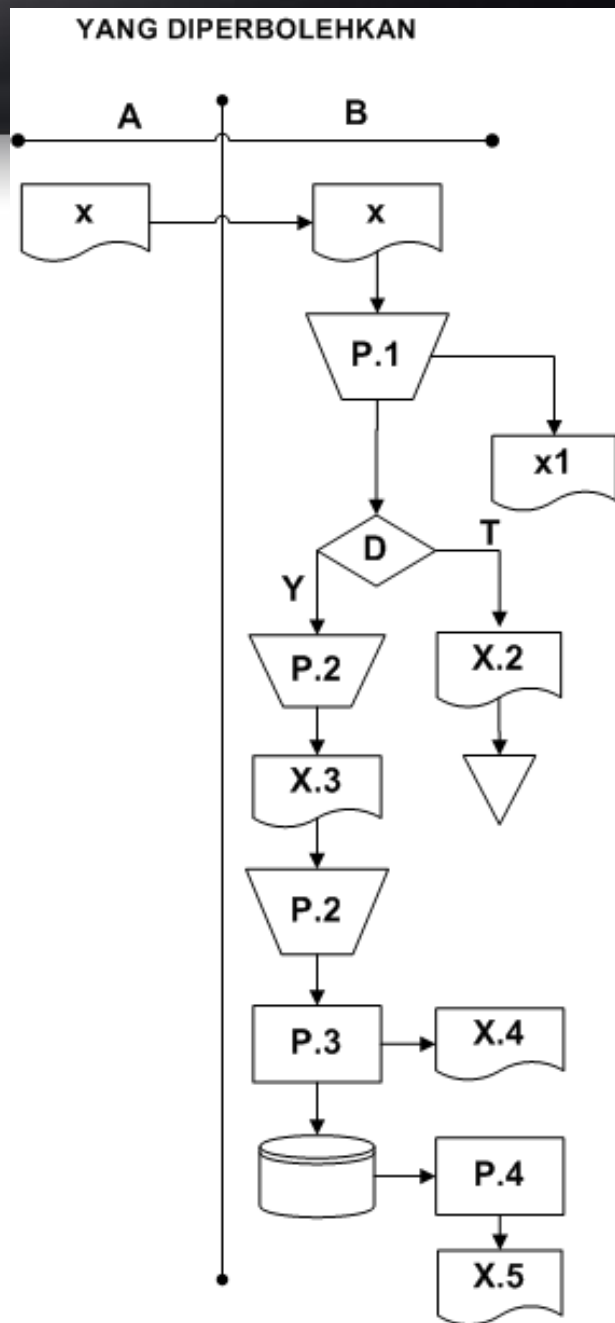 YANG DIPERBOLEHKAN
A
B
x
x
P.1
x1
D
T
Y
P.2
X.2
X.3
P.2
P.3
X.4
P.4
X.5